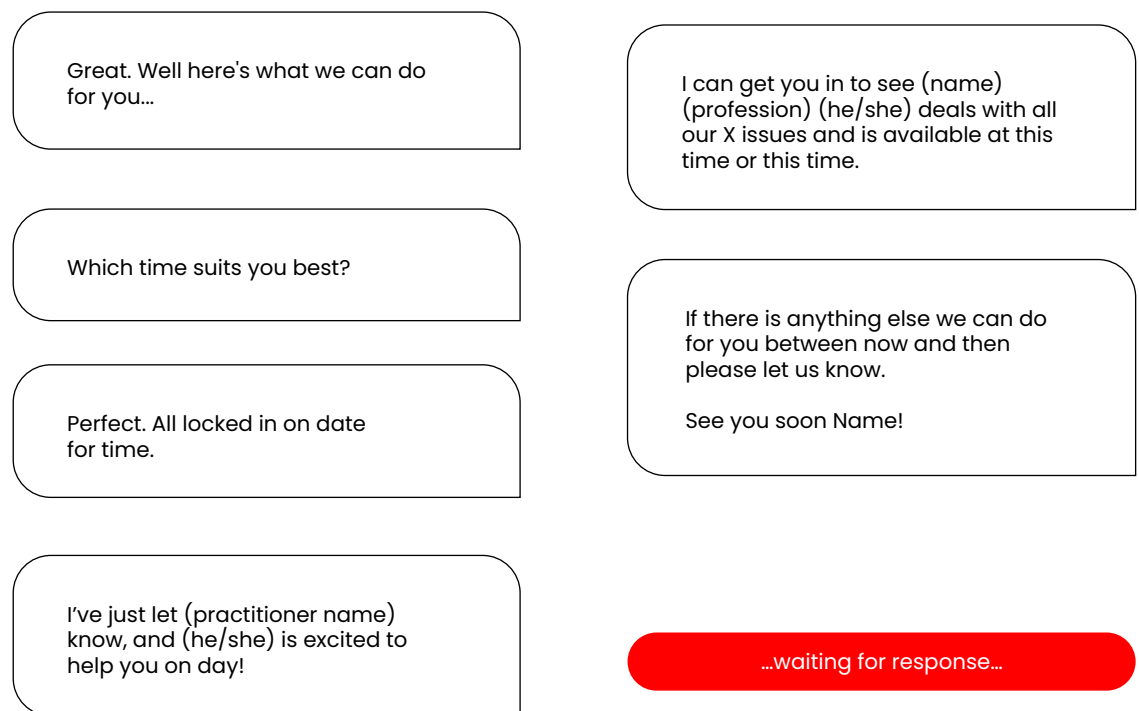 Great. Well here's what we can do
for you...
Which time suits you best?
Perfect. All locked in on date
for time.
I’ve just let (practitioner name)
know, and (he/she) is excited to
help you on day!
I can get you in to see (name)
(profession) (he/she) deals with all
our X issues and is available at this
time or this time.
If there is anything else we can do
for you between now and then
please let us know.
See you soon Name!
...waiting for response...